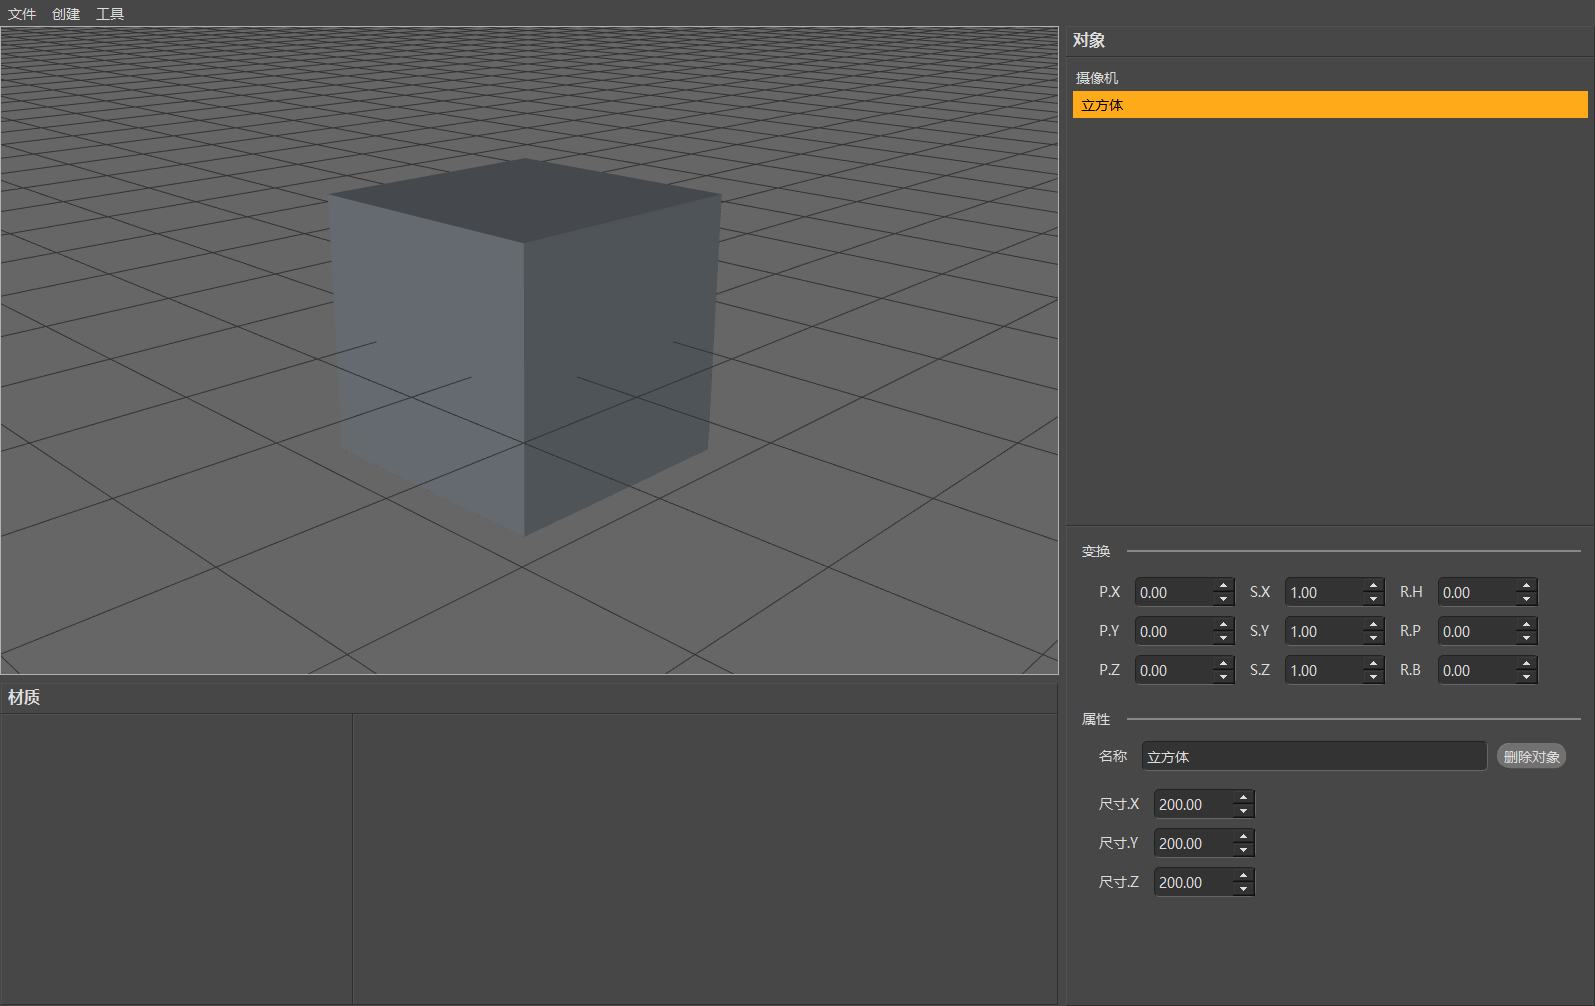 文件 创建 工具
对象
摄像机
立方体
变换
P.X 0.00 S.X 1.00 R.H 0.00
P.Y 0.00 S.Y 1.00 R.P 0.00
P.Z 0.00 S.Z 1.00 R.B 0.00
属性
名称 立方体 删除对象
尺寸.X 200.00
尺寸.Y 200.00
尺寸.Z 200.00
材质